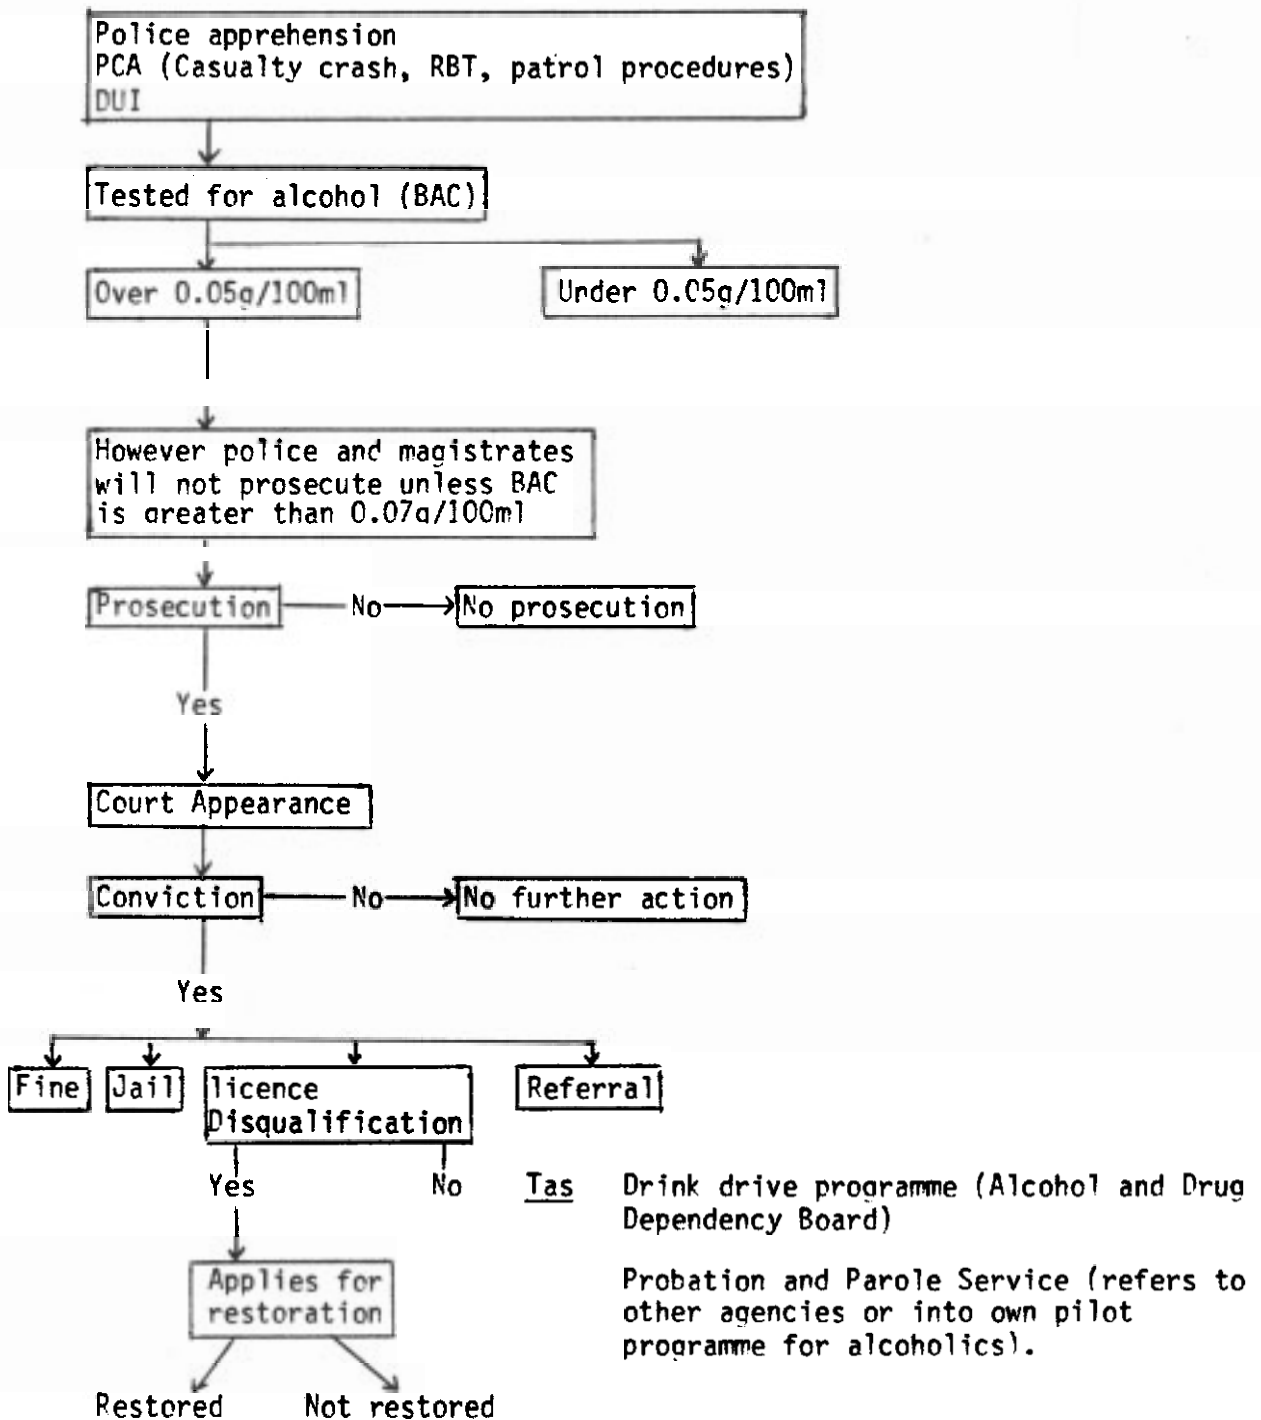 Police apprehension
PCA (Casualty crash, RBT, patrol procedures)
DUI
Tested for alcohol (BAC)
Over 0.05g/100ml
Under 0.05g/100ml
However police and magistrates
will not prosecute unless BAC
is greater than 0.07g/100ml
Prosecution
No
No prosecution
Yes
Court Appearance
Conviction
No
No further action
Yes
Fine
Jail
licence
Disqualification
Referral
Yes
No
Tas
Drink drive programme (Alcohol and Drug
Dependency Board)
Probation and Parole Service (refers to
other agencies or into own pilot
programme for alcoholics).
Applies for
restoration
Restored
Not restored